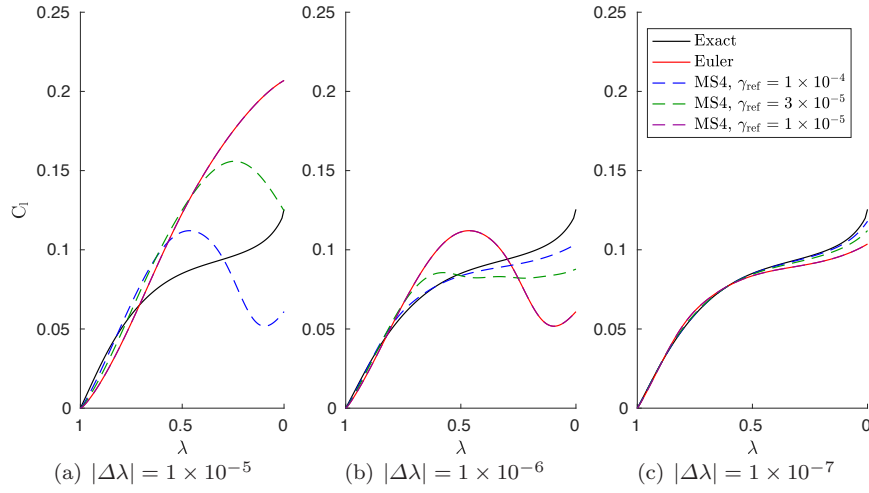 0.25
0.2
0.15
0.1
0.05
0
C_l
1 0.5 0
λ
(a) |Δλ| = 1 × 10⁻⁵
0.25
0.2
0.15
0.1
0.05
0
1 0.5 0
λ
(b) |Δλ| = 1 × 10⁻⁶
0.25
0.2
0.15
0.1
0.05
0
1 0.5 0
λ
(c) |Δλ| = 1 × 10⁻⁷
Exact
Euler
MS4, γ_ref = 1 × 10⁻⁴
MS4, γ_ref = 3 × 10⁻⁵
MS4, γ_ref = 1 × 10⁻⁵